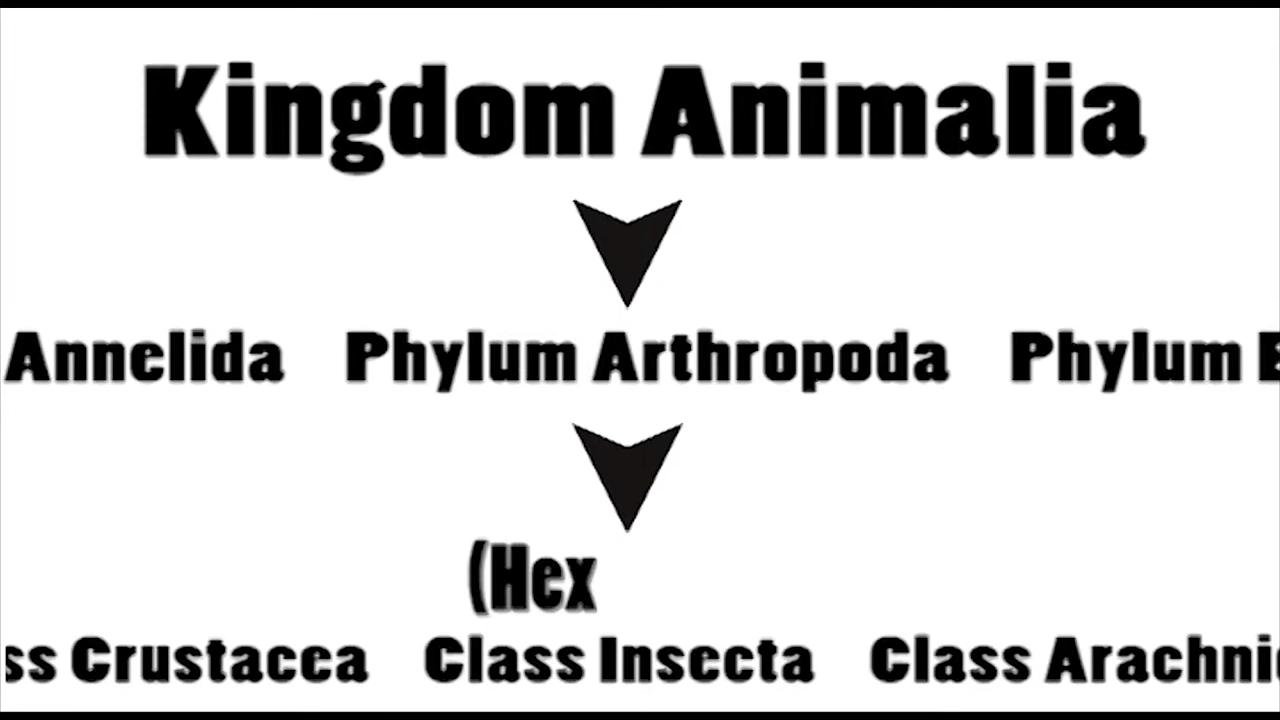 Kingdom Animalia
Annelida Phylum Arthropoda Phylum E
(Hex
ss Crustacea Class Insecta Class Arachni